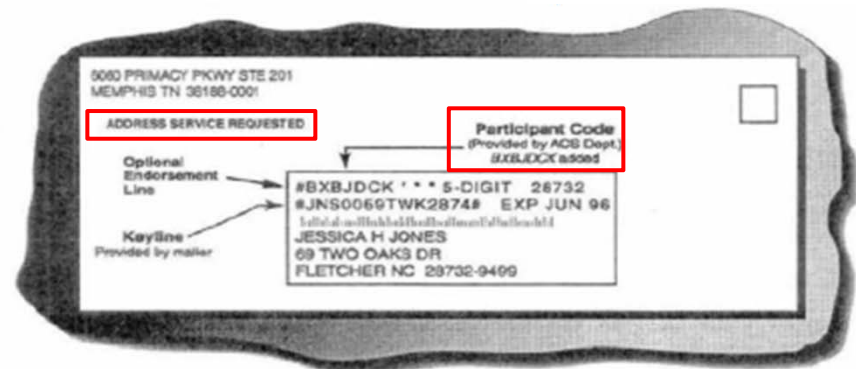 6060 PRIMACY PKWY STE 201
MEMPHIS TN 38188-0001
ADDRESS SERVICE REQUESTED
Participant Code
(Provided by ACS Dept.)
BXBJDCK added
Optional
Endorsement
Line
#BXBJDCK * * * 5-DIGIT 28732
#JNS0069TWK2874# EXP JUN 96
Keyline
Provided by mailer
JESSICA H JONES
69 TWO OAKS DR
FLETCHER NC 28732-9499